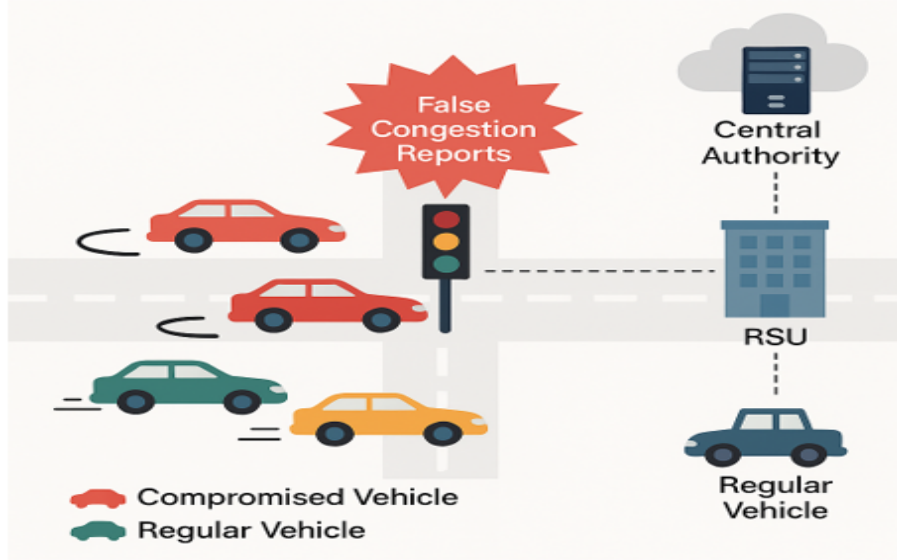 False
Congestion
Reports
Central
Authority
RSU
Regular
Vehicle
Compromised Vehicle
Regular Vehicle